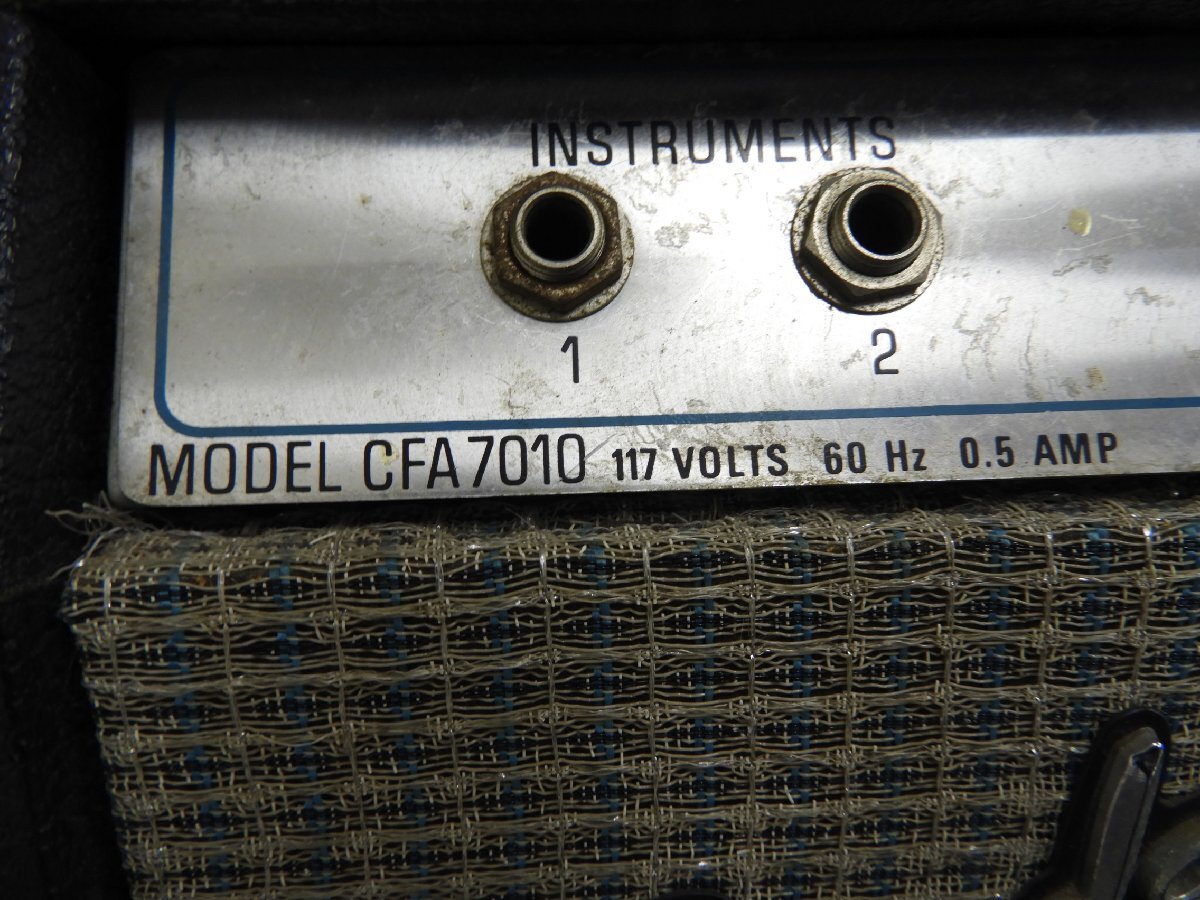 INSTRUMENTS
1 2
MODEL CFA7010 117 VOLTS 60 Hz 0.5 AMP